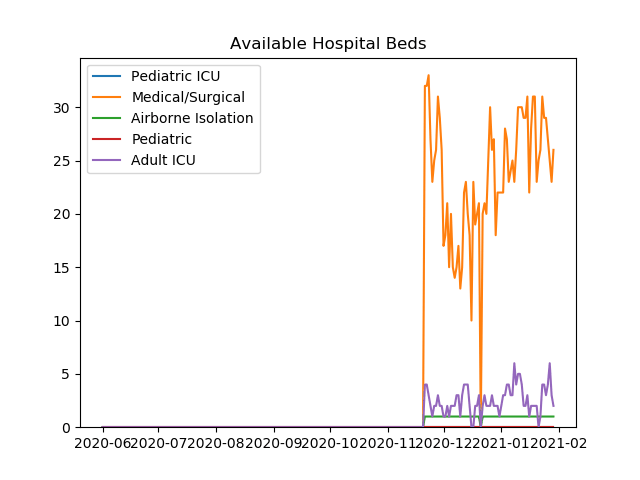 Available Hospital Beds
Pediatric ICU
Medical/Surgical
Airborne Isolation
Pediatric
Adult ICU
30
25
20
15
10
5
0
2020-06 2020-07 2020-08 2020-09 2020-10 2020-11 2020-12 2021-01 2021-02